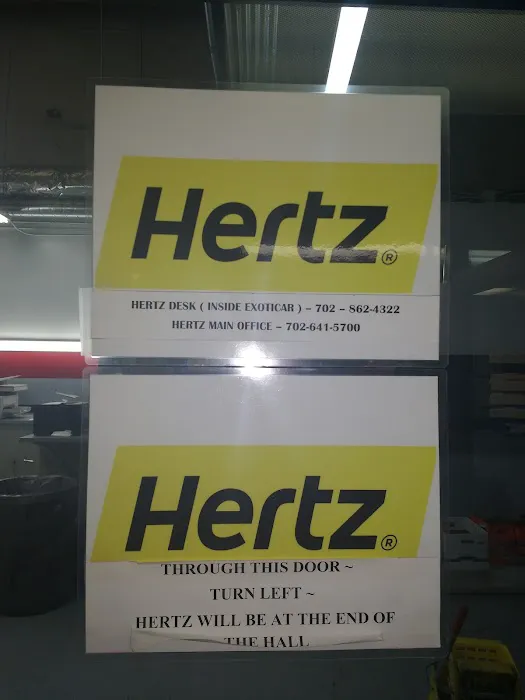 Hertz®
HERTZ DESK ( INSIDE EXOTICAR ) – 702 – 862-4322
HERTZ MAIN OFFICE – 702-641-5700
Hertz®
THROUGH THIS DOOR ~
TURN LEFT ~
HERTZ WILL BE AT THE END OF
THE HALL